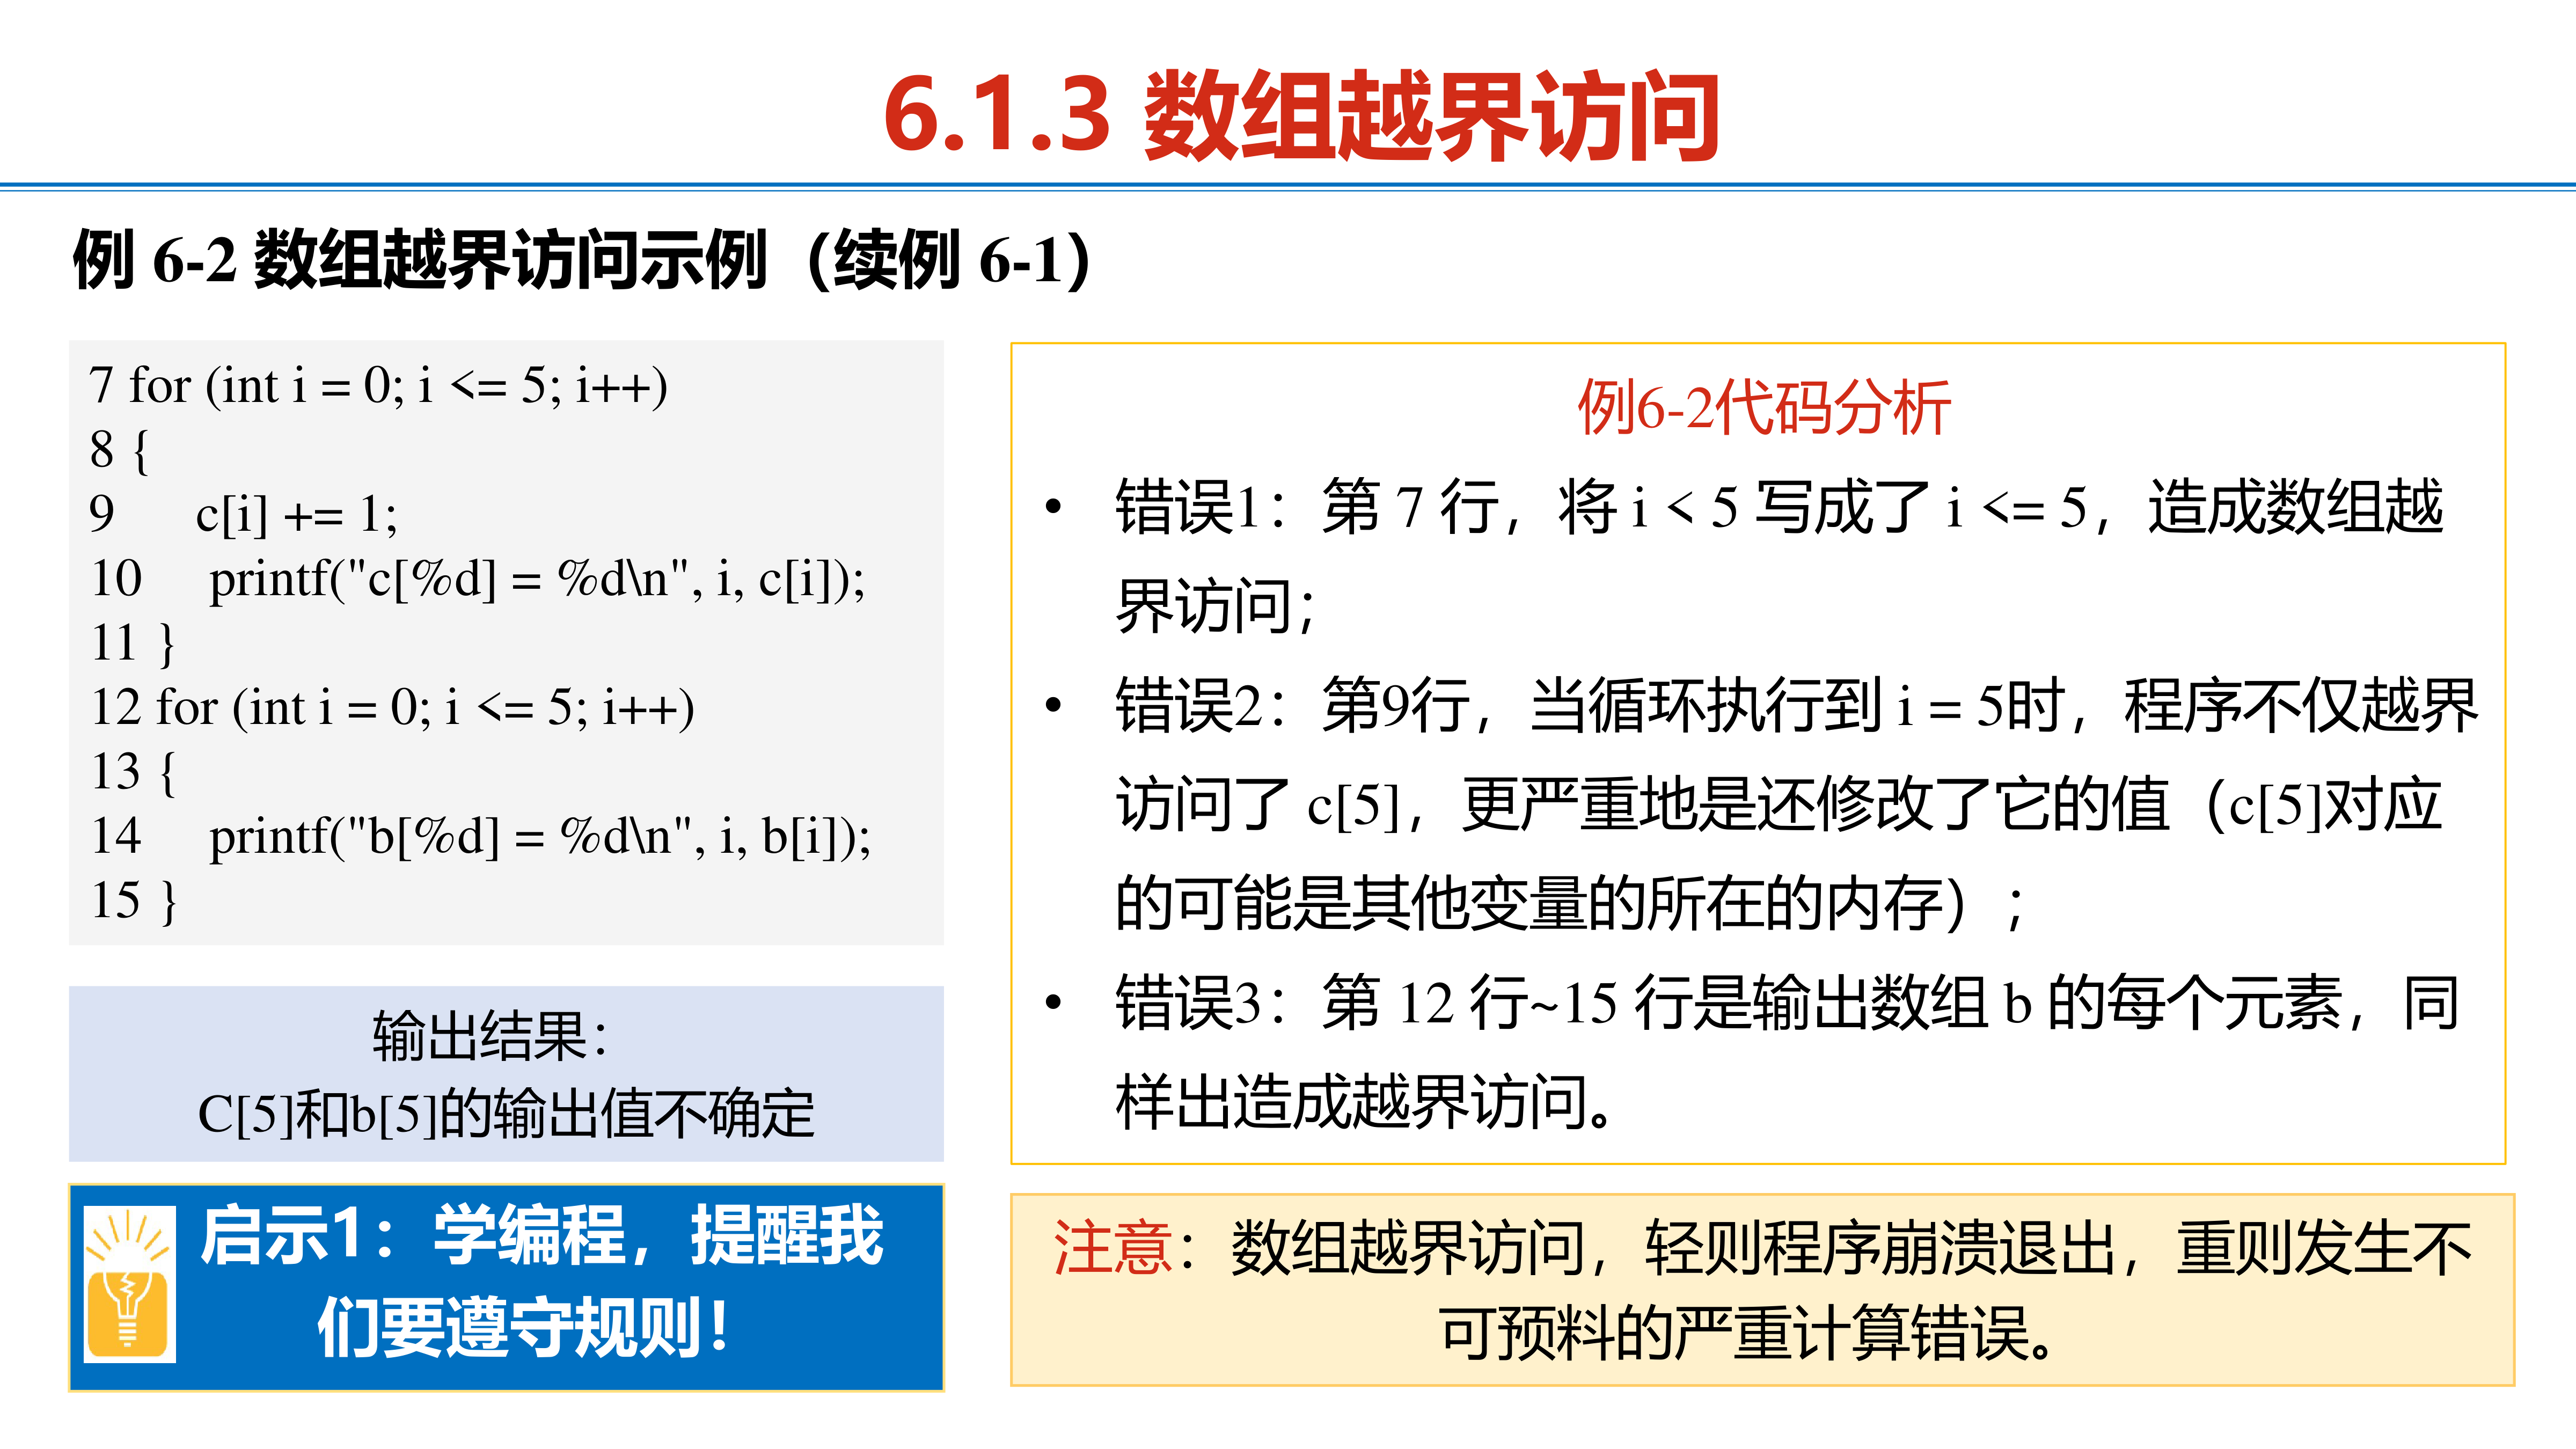 6.1.3 数组越界访问
例 6-2 数组越界访问示例（续例 6-1）
7 for (int i = 0; i <= 5; i++)
8 {
9 c[i] += 1;
10 printf("c[%d] = %d\n", i, c[i]);
11 }
12 for (int i = 0; i <= 5; i++)
13 {
14 printf("b[%d] = %d\n", i, b[i]);
15 }
输出结果：
C[5]和b[5]的输出值不确定
启示1：学编程，提醒我
们要遵守规则！
例6-2代码分析
• 错误1：第 7 行，将 i < 5 写成了 i <= 5，造成数组越
界访问；
• 错误2：第9行，当循环执行到 i = 5时，程序不仅越界
访问了 c[5]，更严重地是还修改了它的值（c[5]对应
的可能是其他变量的所在的内存）；
• 错误3：第 12 行~15 行是输出数组 b 的每个元素，同
样出造成越界访问。
注意：数组越界访问，轻则程序崩溃退出，重则发生不
可预料的严重计算错误。